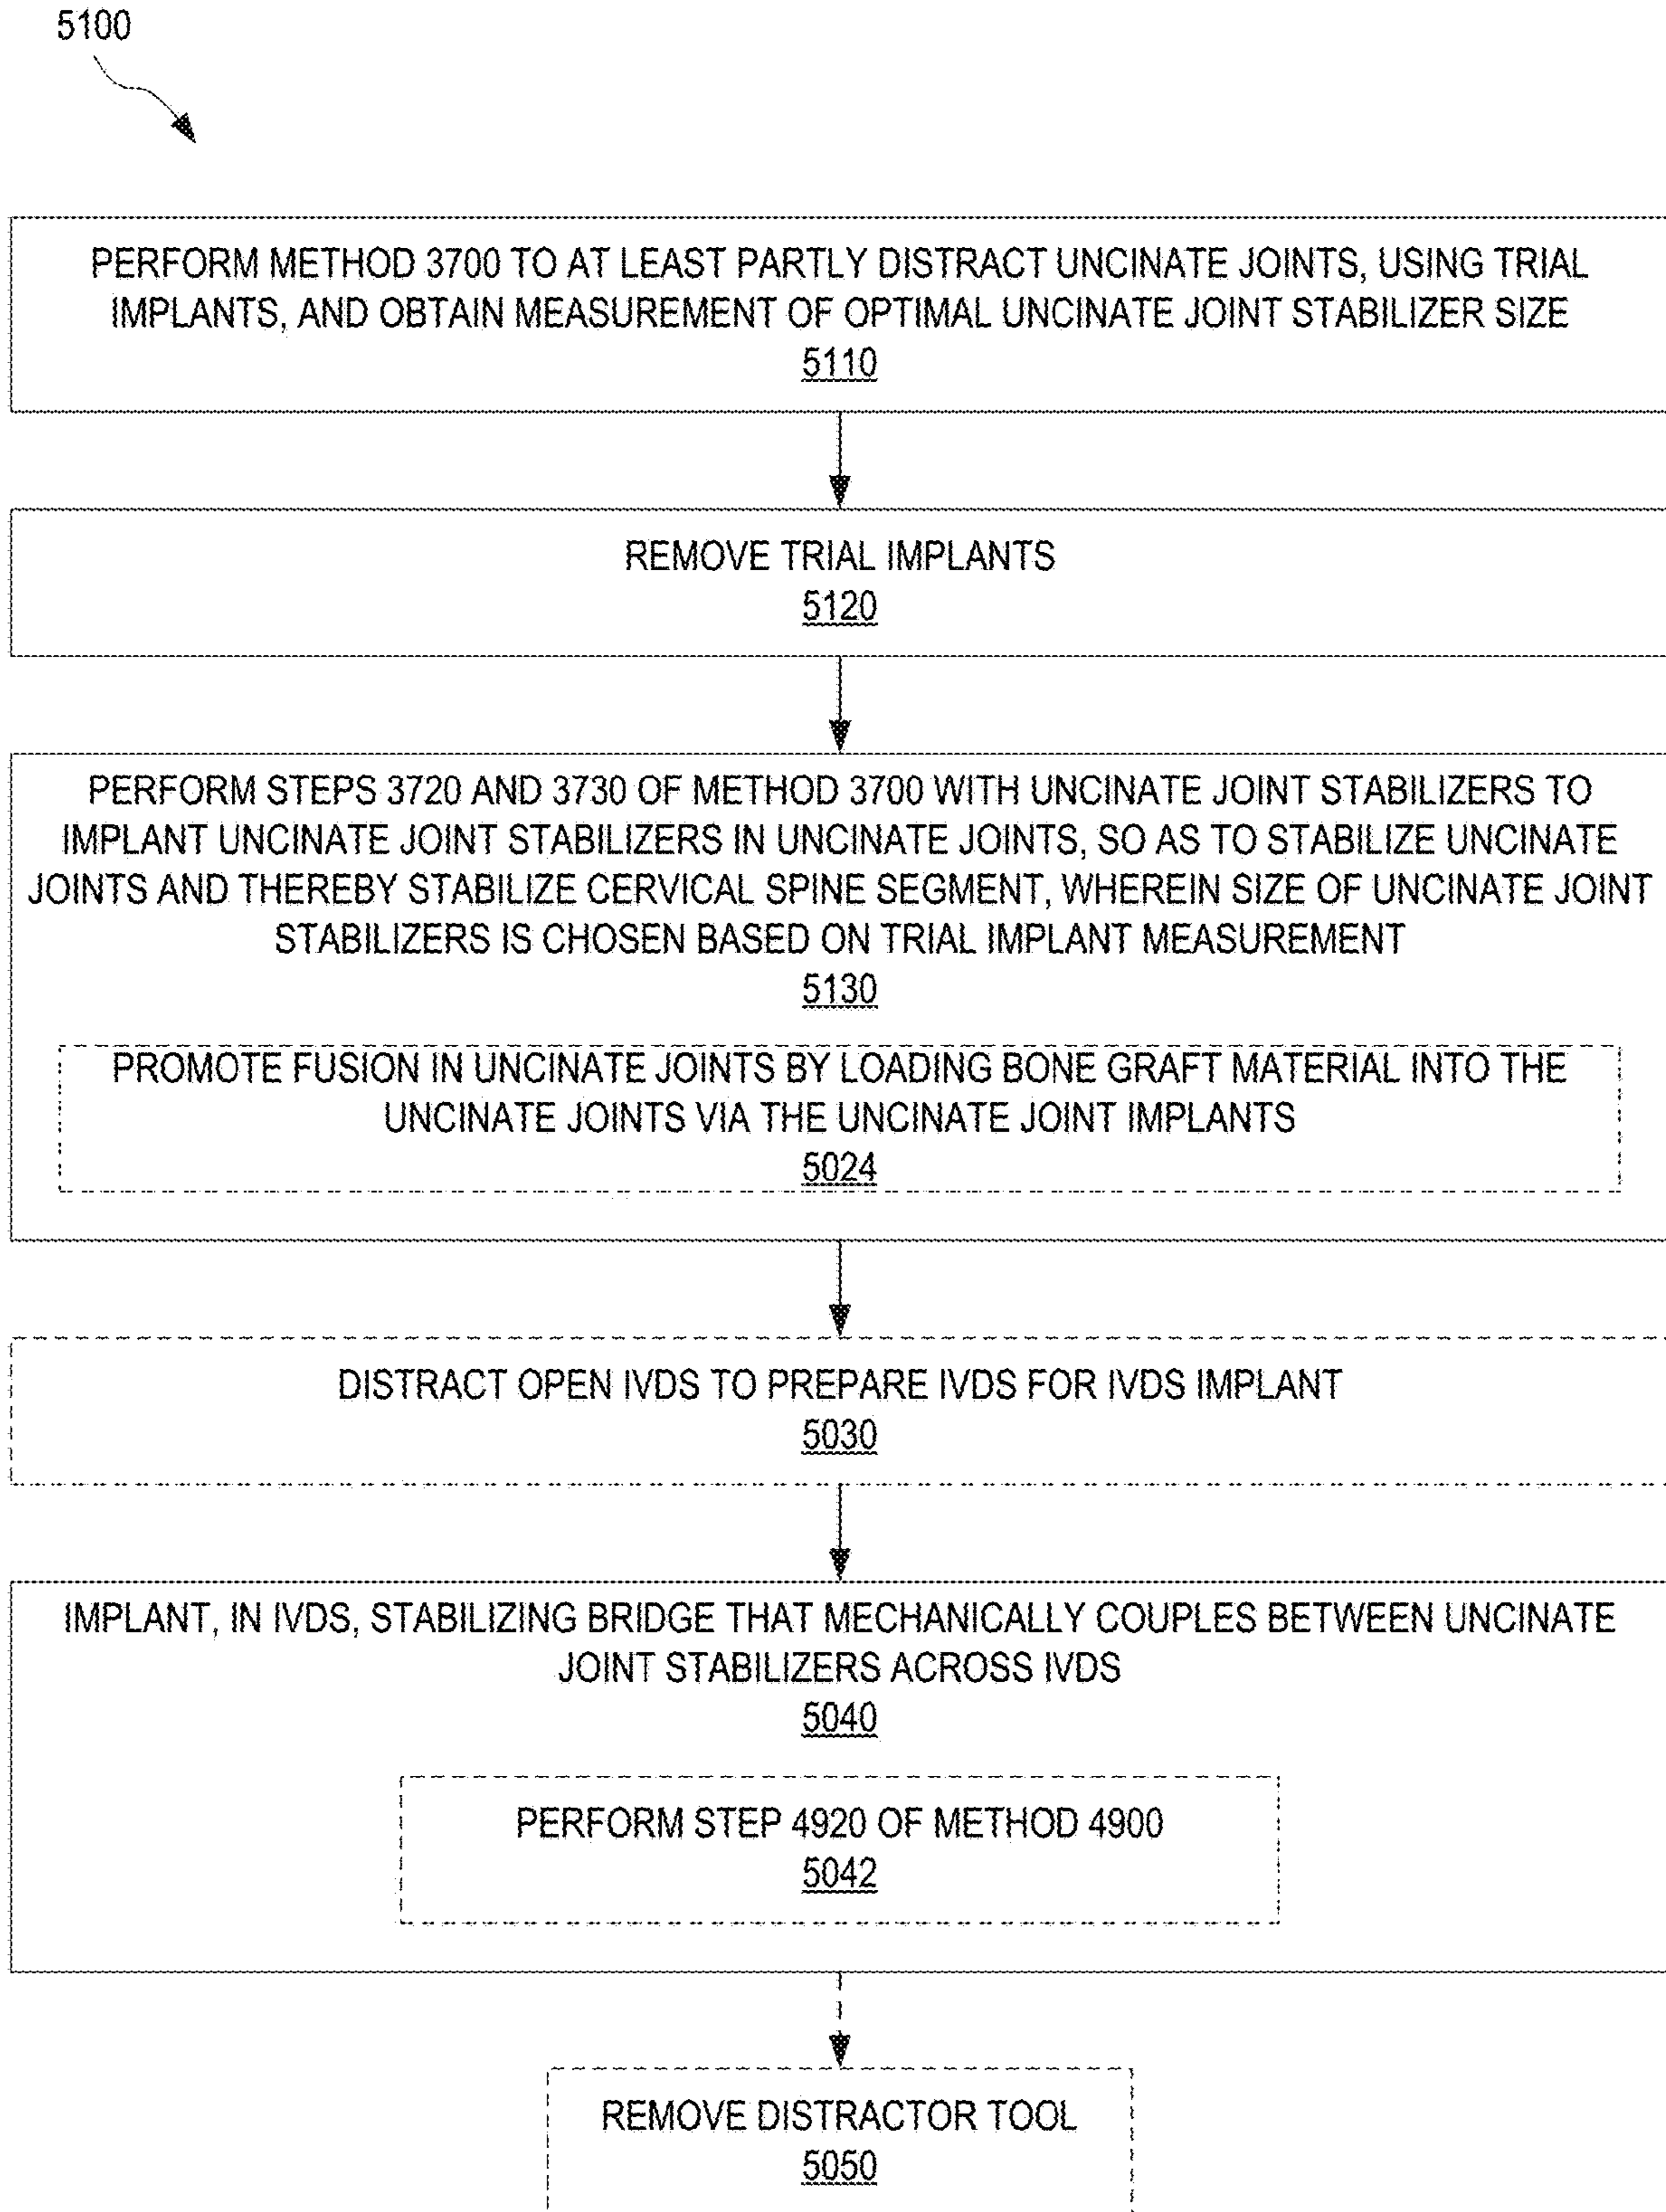 5100
PERFORM METHOD 3700 TO AT LEAST PARTLY DISTRACT UNCINATE JOINTS, USING TRIAL
IMPLANTS, AND OBTAIN MEASUREMENT OF OPTIMAL UNCINATE JOINT STABILIZER SIZE
5110
REMOVE TRIAL IMPLANTS
5120
PERFORM STEPS 3720 AND 3730 OF METHOD 3700 WITH UNCINATE JOINT STABILIZERS TO
IMPLANT UNCINATE JOINT STABILIZERS IN UNCINATE JOINTS, SO AS TO STABILIZE UNCINATE
JOINTS AND THEREBY STABILIZE CERVICAL SPINE SEGMENT, WHEREIN SIZE OF UNCINATE JOINT
STABILIZERS IS CHOSEN BASED ON TRIAL IMPLANT MEASUREMENT
5130
PROMOTE FUSION IN UNCINATE JOINTS BY LOADING BONE GRAFT MATERIAL INTO THE
UNCINATE JOINTS VIA THE UNCINATE JOINT IMPLANTS
5024
DISTRACT OPEN IVDS TO PREPARE IVDS FOR IVDS IMPLANT
5030
IMPLANT, IN IVDS, STABILIZING BRIDGE THAT MECHANICALLY COUPLES BETWEEN UNCINATE
JOINT STABILIZERS ACROSS IVDS
5040
PERFORM STEP 4920 OF METHOD 4900
5042
REMOVE DISTRACTOR TOOL
5050